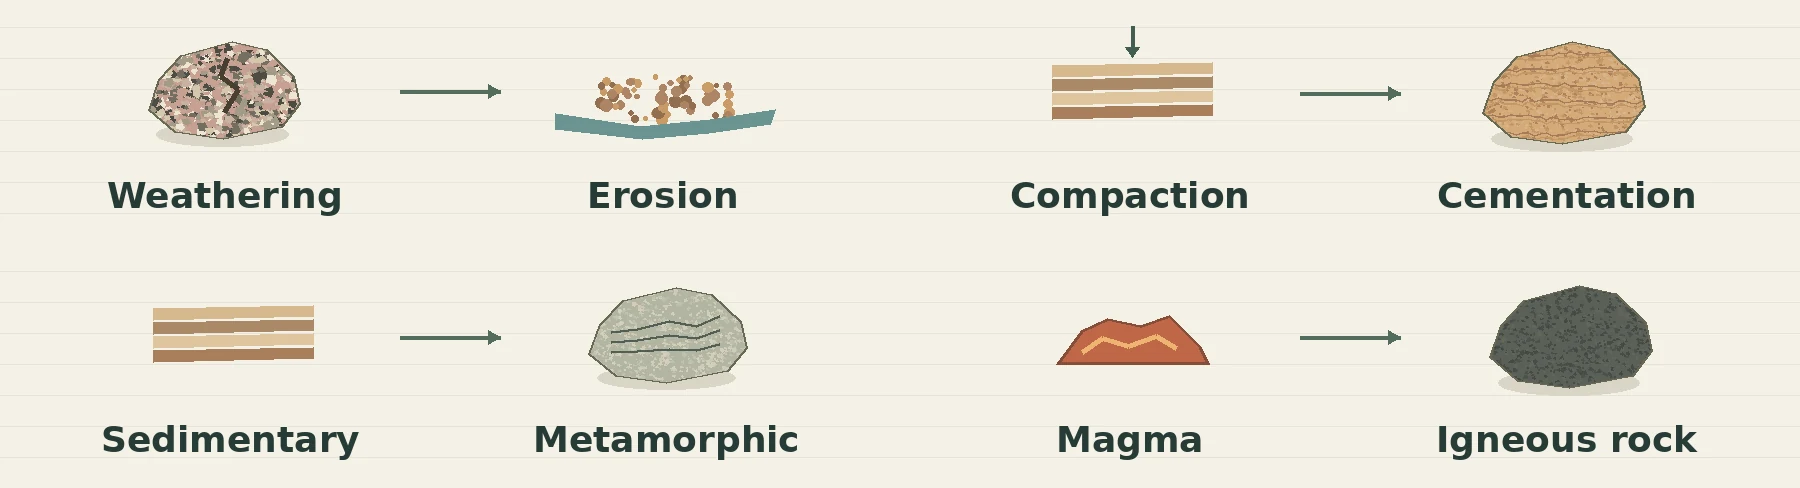 Weathering
Erosion
Compaction
Cementation
Sedimentary
Metamorphic
Magma
Igneous rock